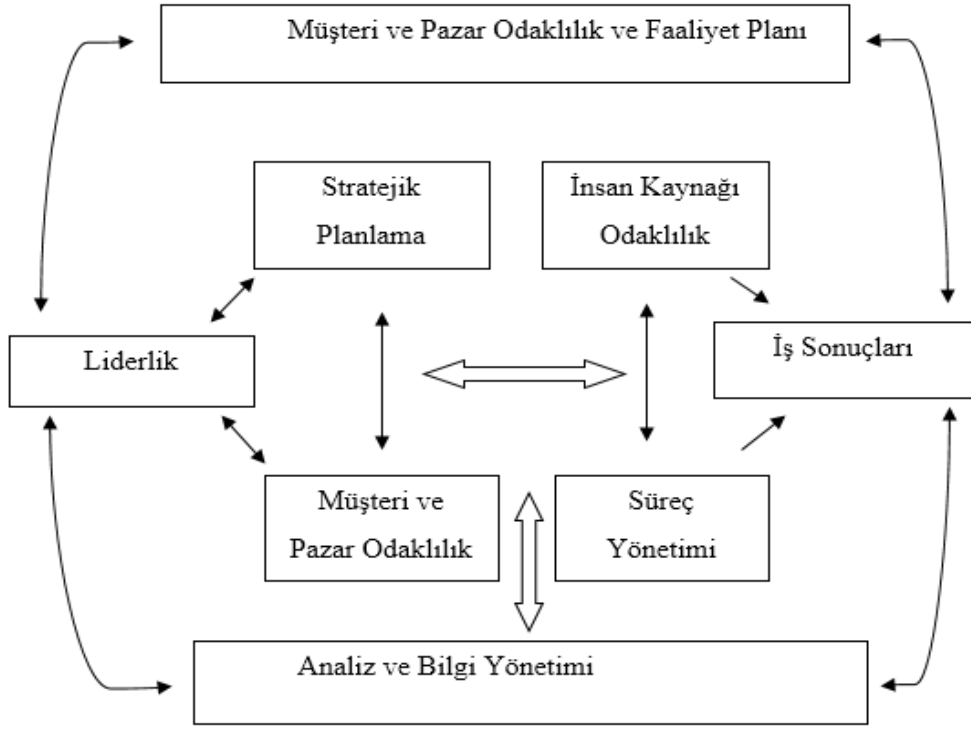 Müşteri ve Pazar Odaklılık ve Faaliyet Planı
Stratejik
Planlama
İnsan Kaynağı
Odaklılık
Liderlik
İş Sonuçları
Müşteri ve
Pazar Odaklılık
Süreç
Yönetimi
Analiz ve Bilgi Yönetimi